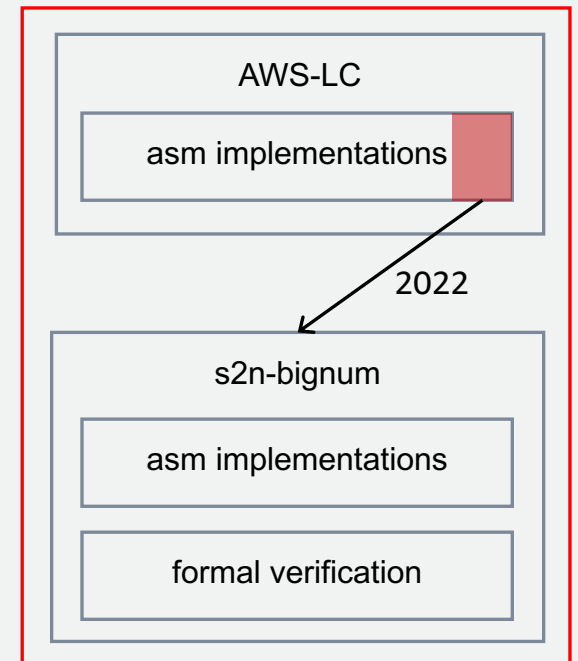 AWS-LC
asm implementations
2022
s2n-bignum
asm implementations
formal verification